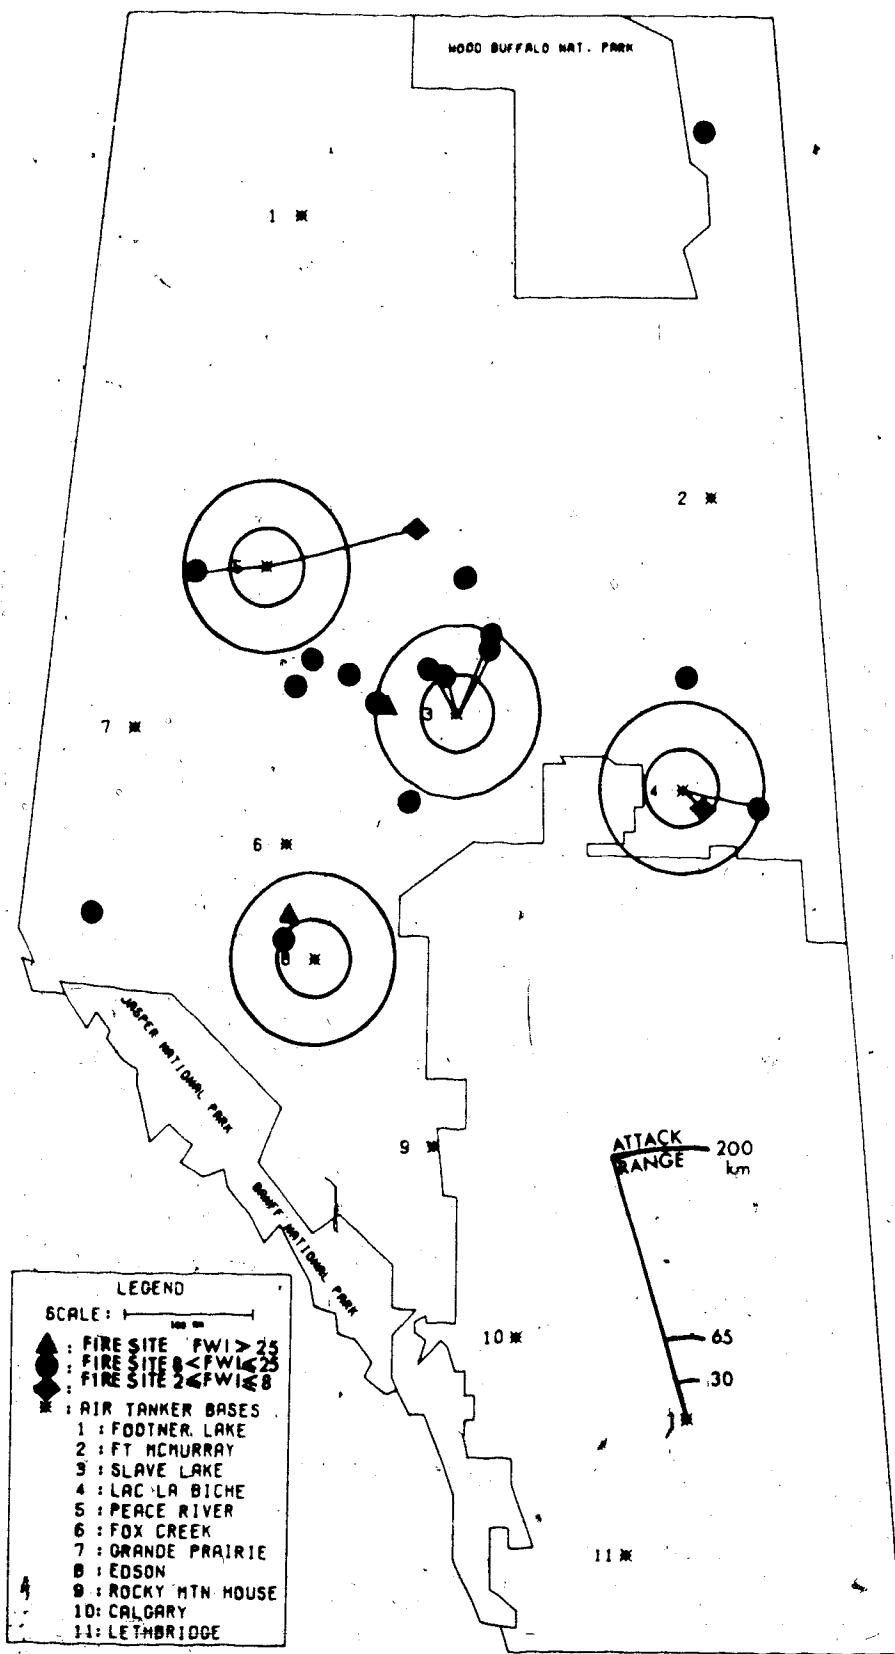 WOOD BUFFALO NAT. PARK
1
2
5
3
7
4
6
8
JASPER NATIONAL PARK
9
ATTACK RANGE
200 km
BANFF NATIONAL PARK
10
65
30
11
LEGEND
SCALE:
100 KM
: FIRE SITE FWI > 25
: FIRE SITE 8 < FWI ≤ 25
: FIRE SITE 2 ≤ FWI ≤ 8
: AIR TANKER BASES
1 : FOOTNER LAKE
2 : FT MCMURRAY
3 : SLAVE LAKE
4 : LAC LA BICHE
5 : PEACE RIVER
6 : FOX CREEK
7 : GRANDE PRAIRIE
8 : EDSON
9 : ROCKY MTN HOUSE
10: CALGARY
11: LETHBRIDGE